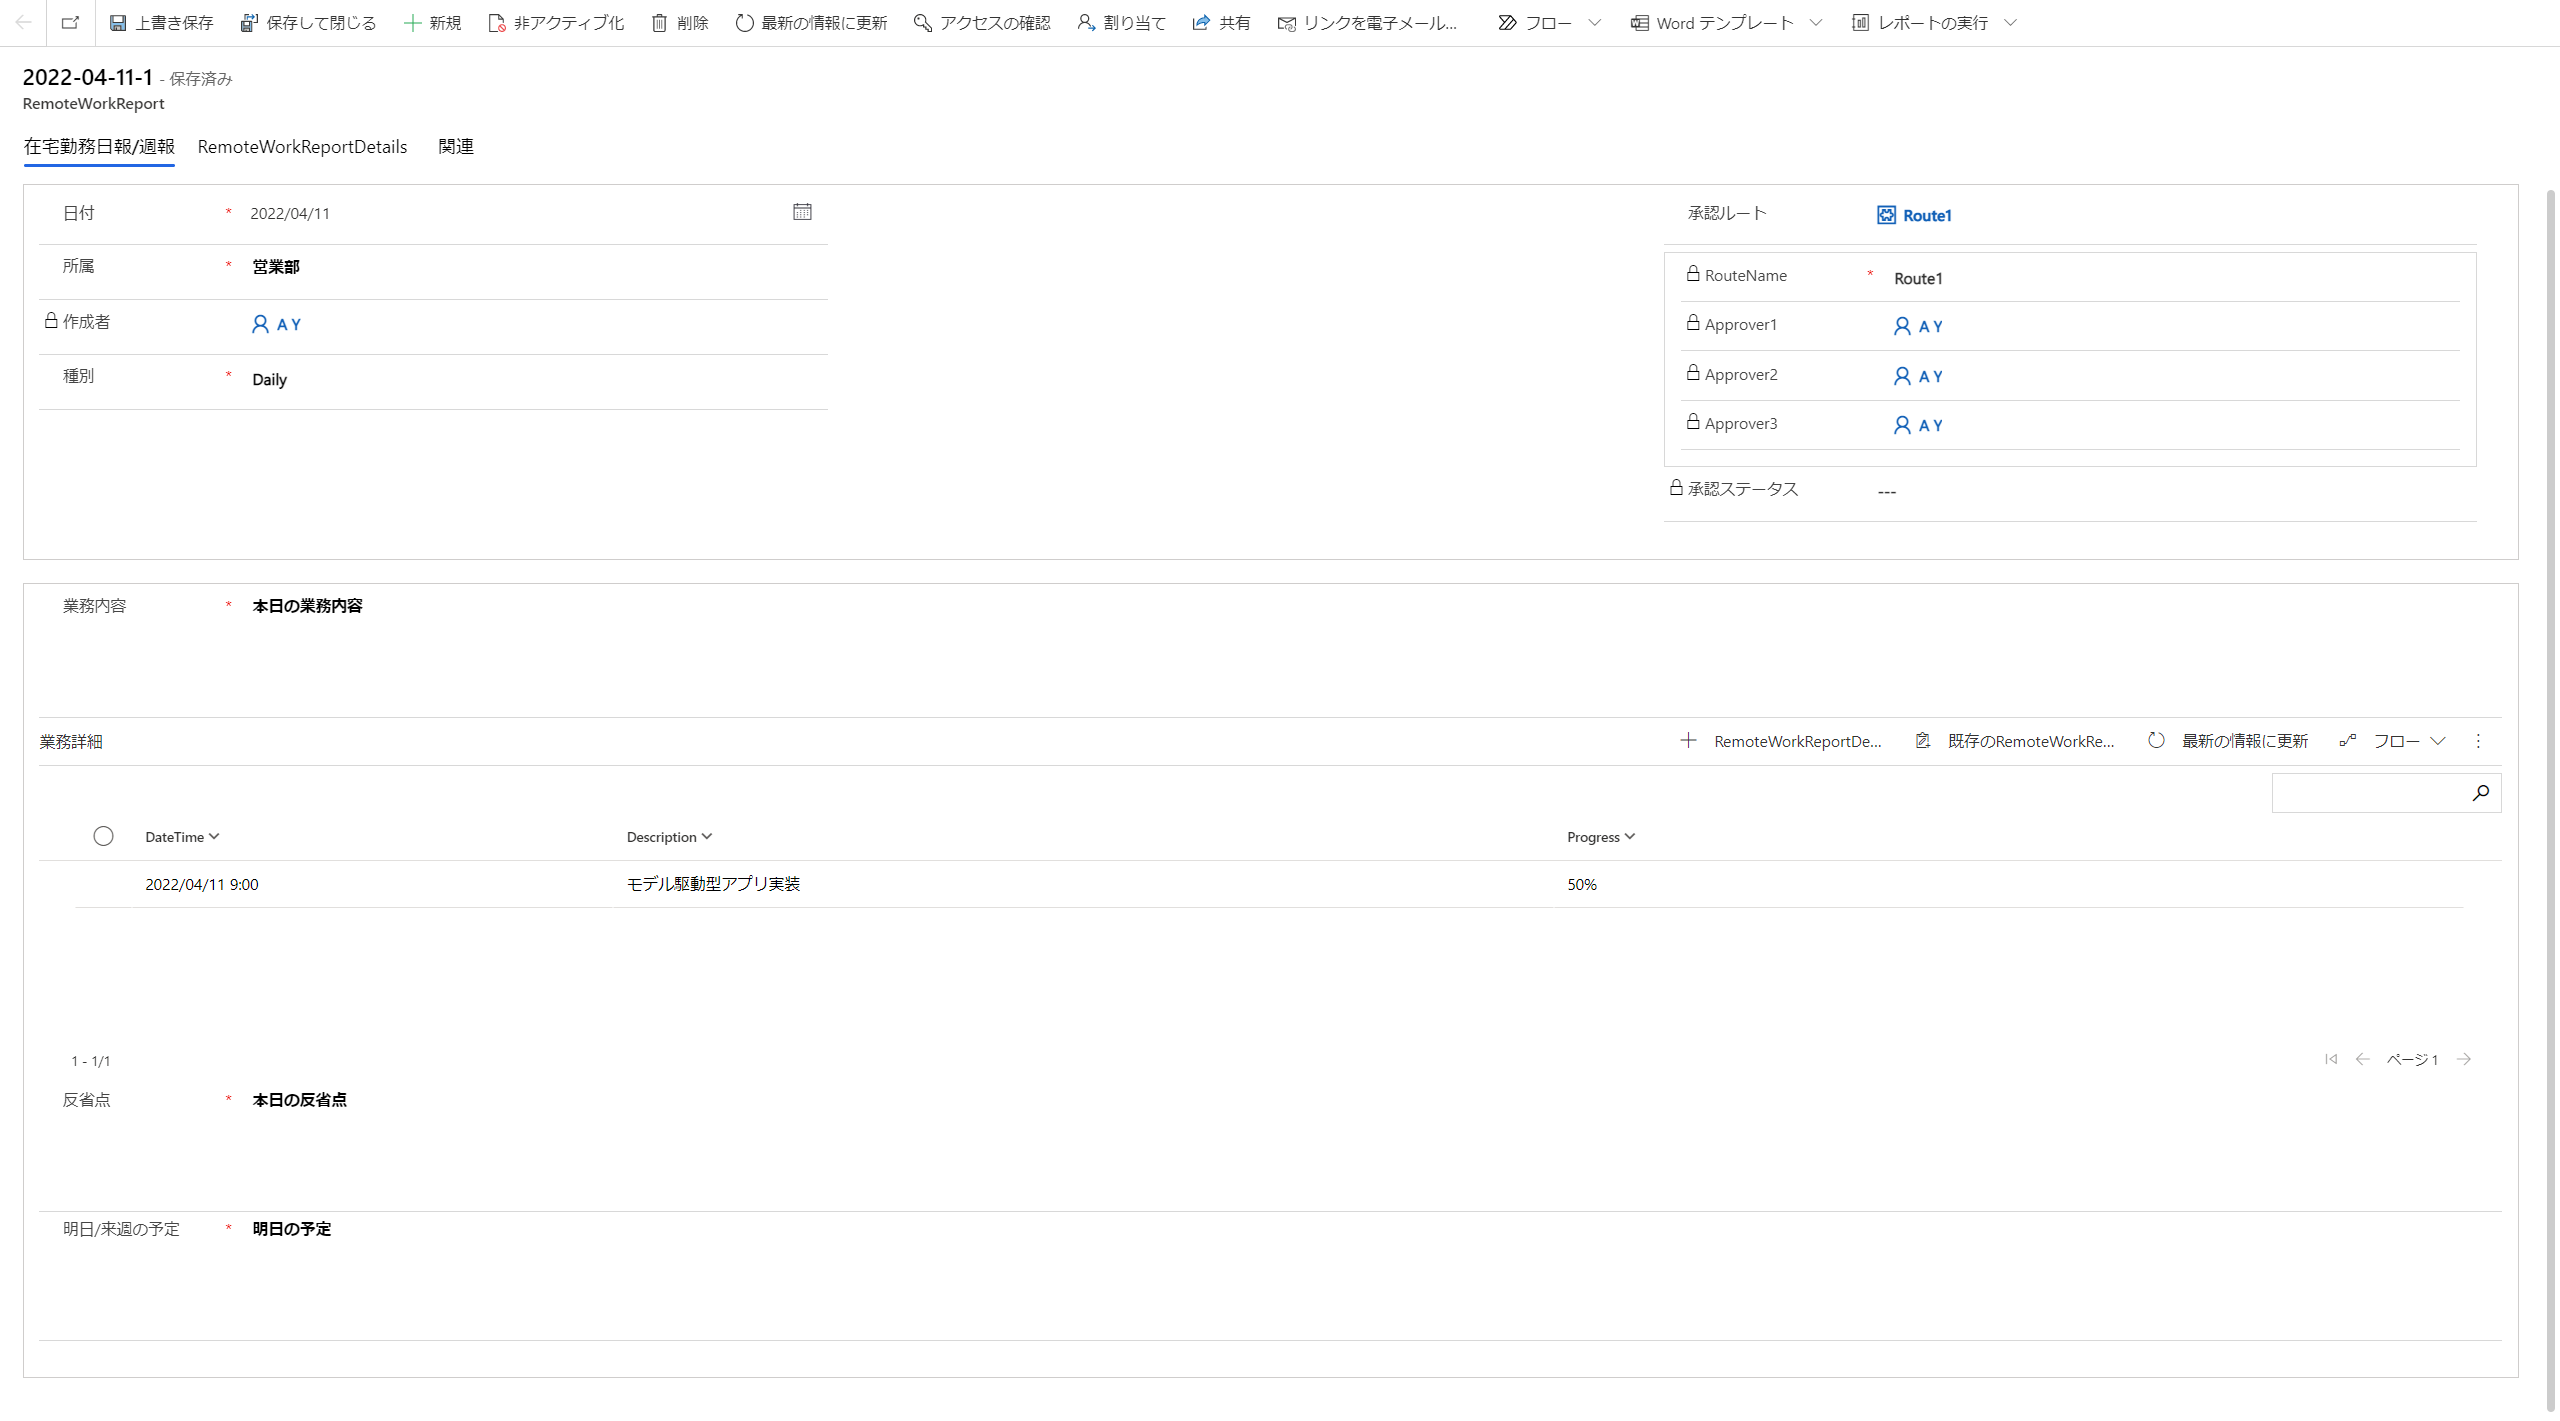 上書き保存 保存して閉じる 新規 非アクティブ化 削除 最新の情報に更新 アクセスの確認 割り当て 共有 リンクを電子メール... フロー Word テンプレート レポートの実行
2022-04-11-1 - 保存済み
RemoteWorkReport
在宅勤務日報/週報 RemoteWorkReportDetails 関連
日付 * 2022/04/11
所属 * 営業部
作成者 A Y
種別 * Daily
承認ルート Route1
RouteName * Route1
Approver1 A Y
Approver2 A Y
Approver3 A Y
承認ステータス ---
業務内容 * 本日の業務内容
業務詳細 RemoteWorkReportDe... 既存のRemoteWorkRe... 最新の情報に更新 フロー
DateTime Description Progress
2022/04/11 9:00 モデル駆動型アプリ実装 50%
1 - 1/1 ページ 1
反省点 * 本日の反省点
明日/来週の予定 * 明日の予定